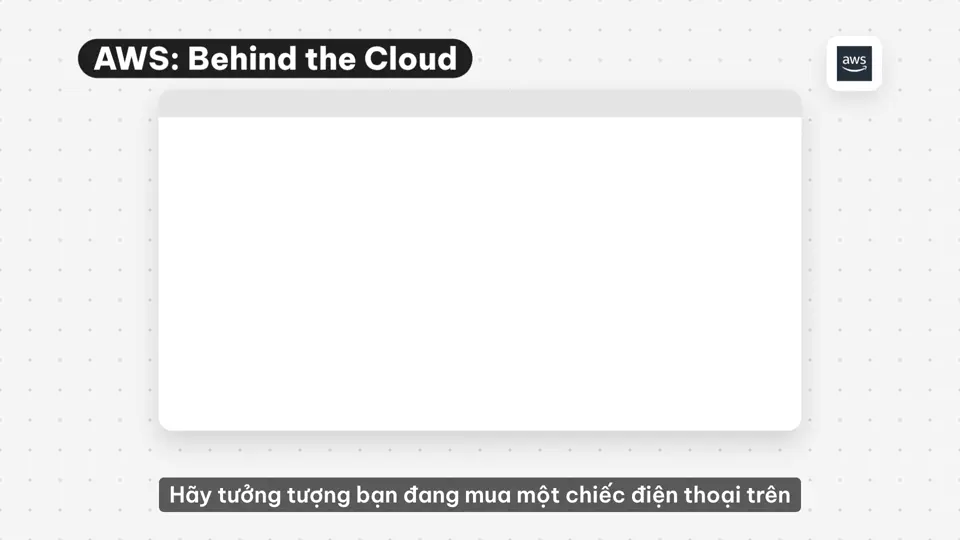 AWS: Behind the Cloud
aws
Hãy tưởng tượng bạn đang mua một chiếc điện thoại trên